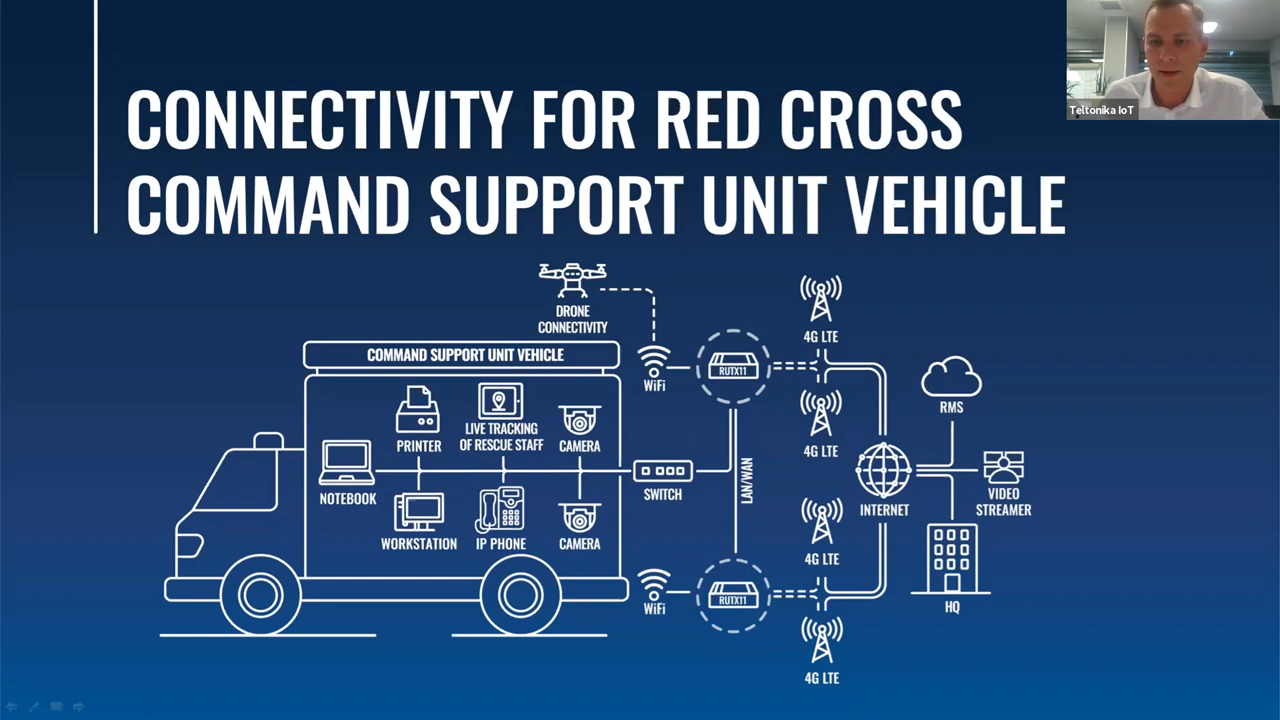 CONNECTIVITY FOR RED CROSS
COMMAND SUPPORT UNIT VEHICLE
Teltonika IoT
DRONE
CONNECTIVITY
4G LTE
COMMAND SUPPORT UNIT VEHICLE
WiFi
RUTX11
PRINTER
LIVE TRACKING
OF RESCUE STAFF
CAMERA
4G LTE
RMS
NOTEBOOK
SWITCH
LAN/WAN
INTERNET
VIDEO
STREAMER
WORKSTATION
IP PHONE
CAMERA
4G LTE
WiFi
RUTX11
HQ
4G LTE